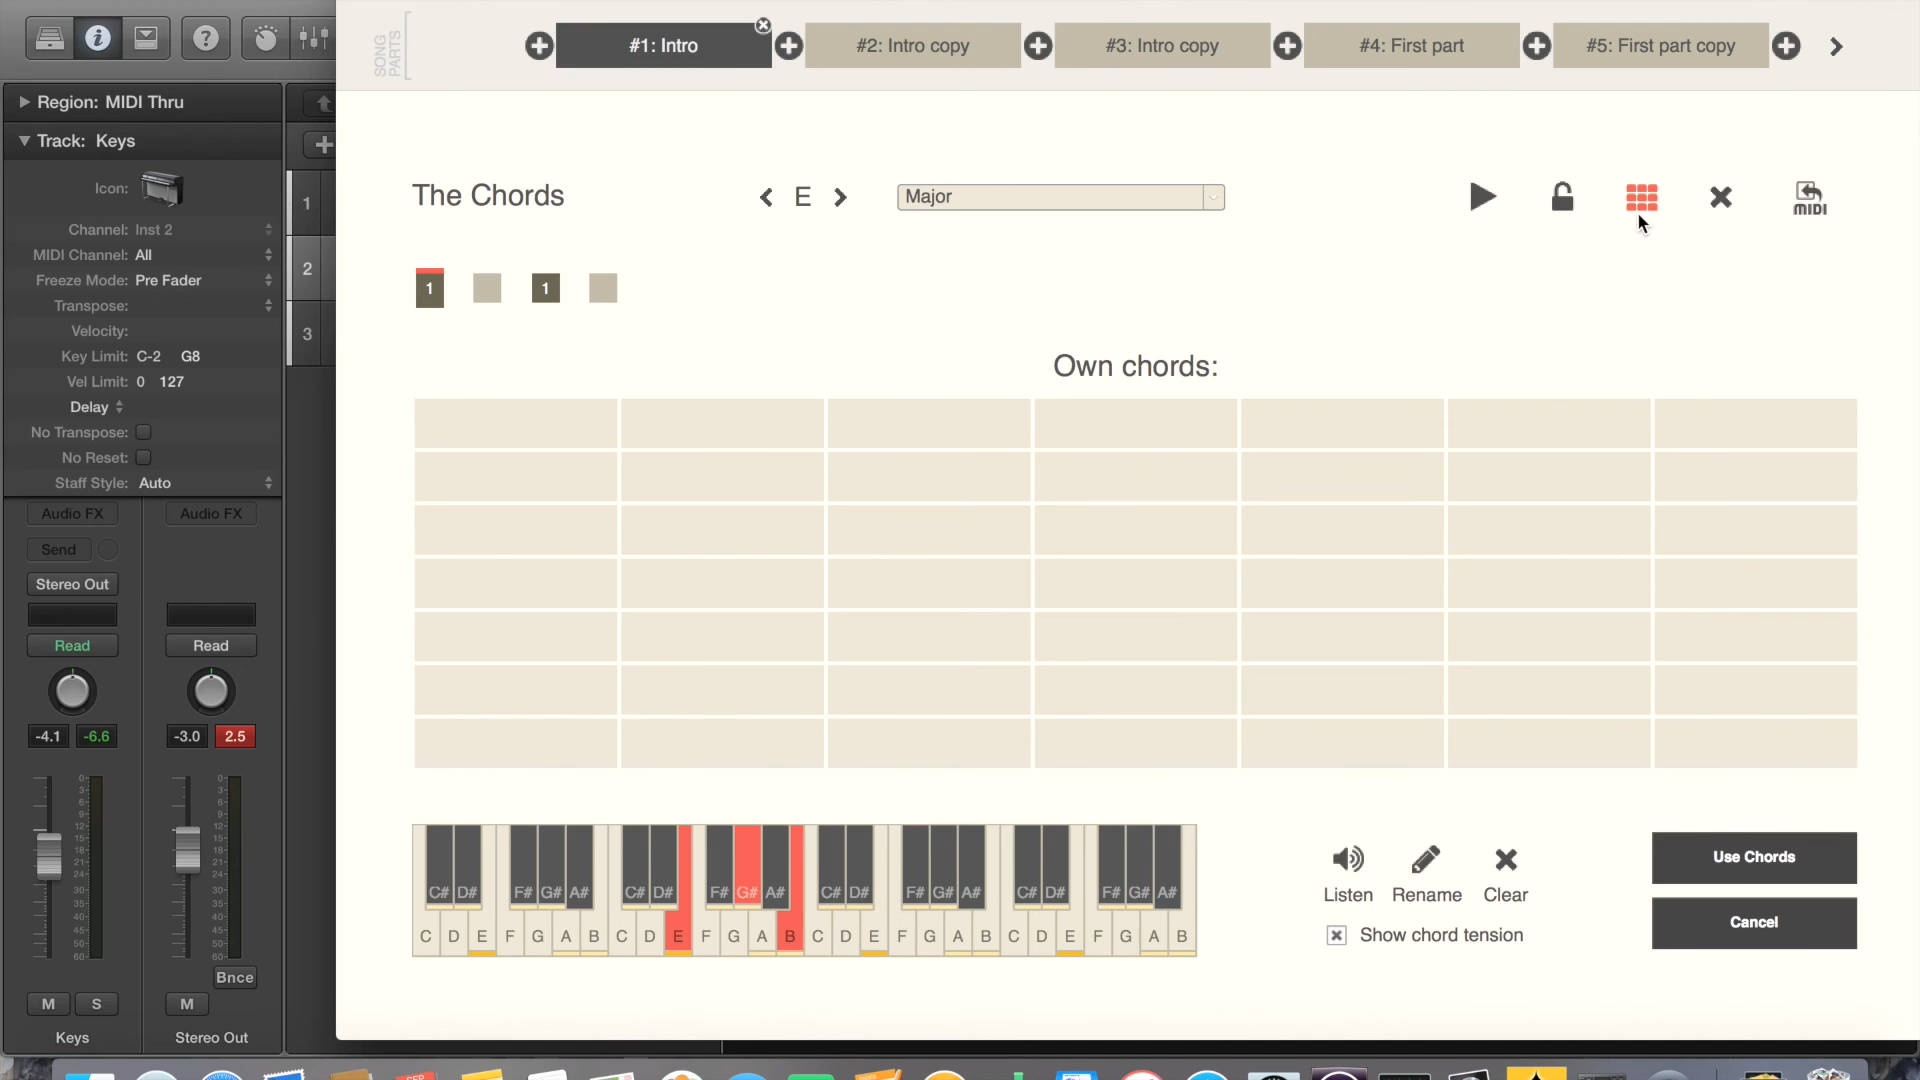 SONG PARTS
#1: Intro
#2: Intro copy
#3: Intro copy
#4: First part
#5: First part copy
Region: MIDI Thru
Track: Keys
Icon:
Channel: Inst 2
MIDI Channel: All
Freeze Mode: Pre Fader
Transpose:
Velocity:
Key Limit: C-2 G8
Vel Limit: 0 127
Delay
No Transpose:
No Reset:
Staff Style: Auto
Audio FX Audio FX
Send
Stereo Out
Read Read
-4.1 -6.6 -3.0 2.5
Bnce
M S M
Keys Stereo Out
1
2
3
The Chords
E
Major
MIDI
1 1
Own chords:
C# D# F# G# A# C# D# F# G# A# C# D# F# G# A# C# D# F# G# A#
C D E F G A B C D E F G A B C D E F G A B C D E F G A B
Listen Rename Clear
Show chord tension
Use Chords
Cancel